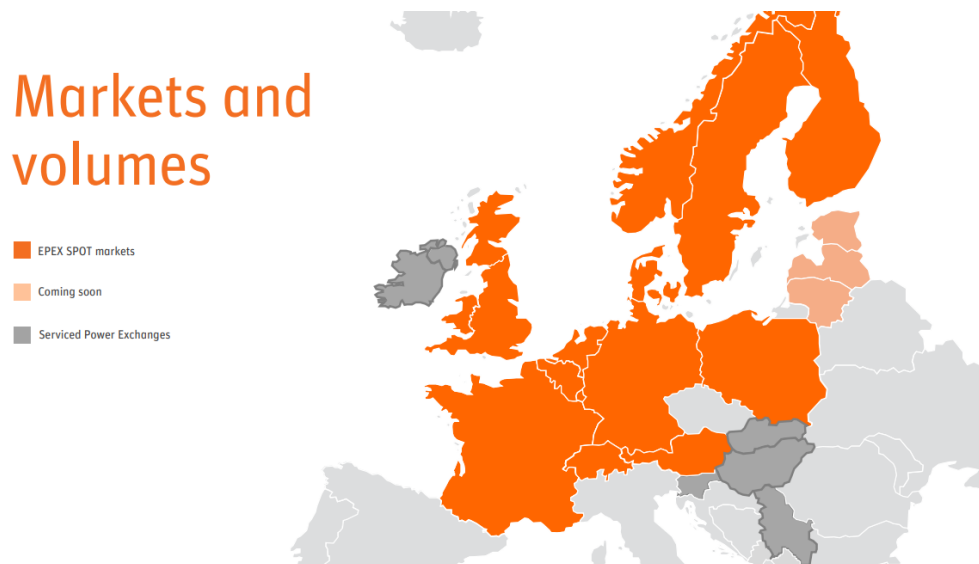 Markets and
volumes
EPEX SPOT markets
Coming soon
Serviced Power Exchanges